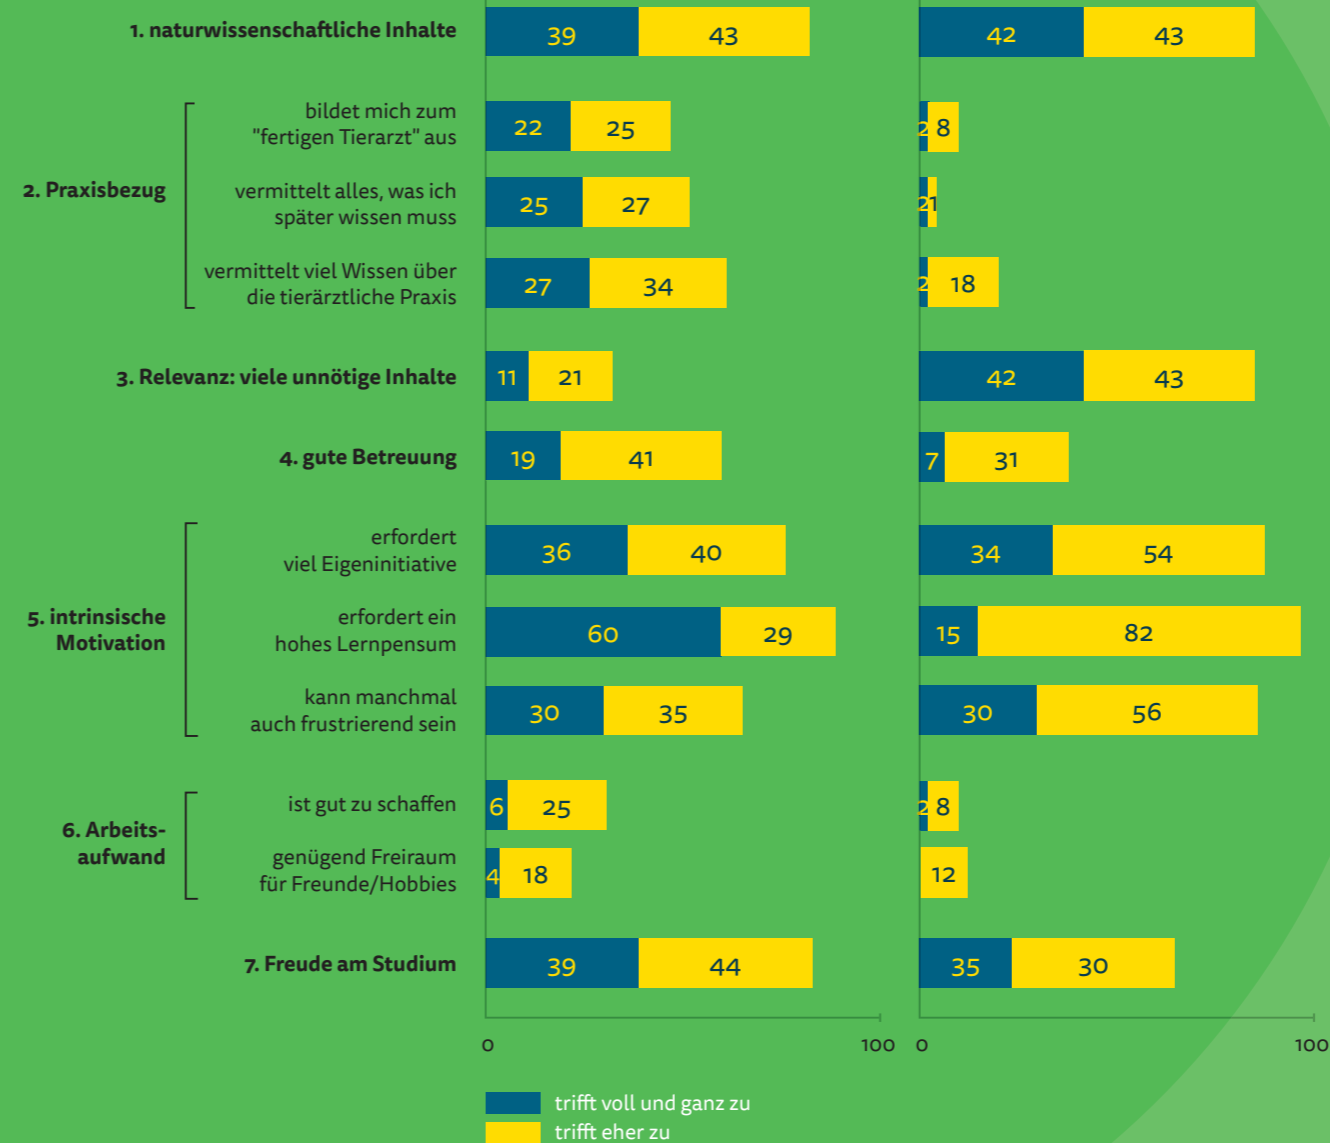 1. naturwissenschaftliche Inhalte
39 43
42 43
2. Praxisbezug
bildet mich zum
"fertigen Tierarzt" aus
22 25
2 8
vermittelt alles, was ich
später wissen muss
25 27
2 1
vermittelt viel Wissen über
die tierärztliche Praxis
27 34
2 18
3. Relevanz: viele unnötige Inhalte
11 21
42 43
4. gute Betreuung
19 41
7 31
5. intrinsische
Motivation
erfordert
viel Eigeninitiative
36 40
34 54
erfordert ein
hohes Lernpensum
60 29
15 82
kann manchmal
auch frustrierend sein
30 35
30 56
6. Arbeits-
aufwand
ist gut zu schaffen
6 25
2 8
genügend Freiraum
für Freunde/Hobbies
4 18
12
7. Freude am Studium
39 44
35 30
0 100
0 100
trifft voll und ganz zu
trifft eher zu